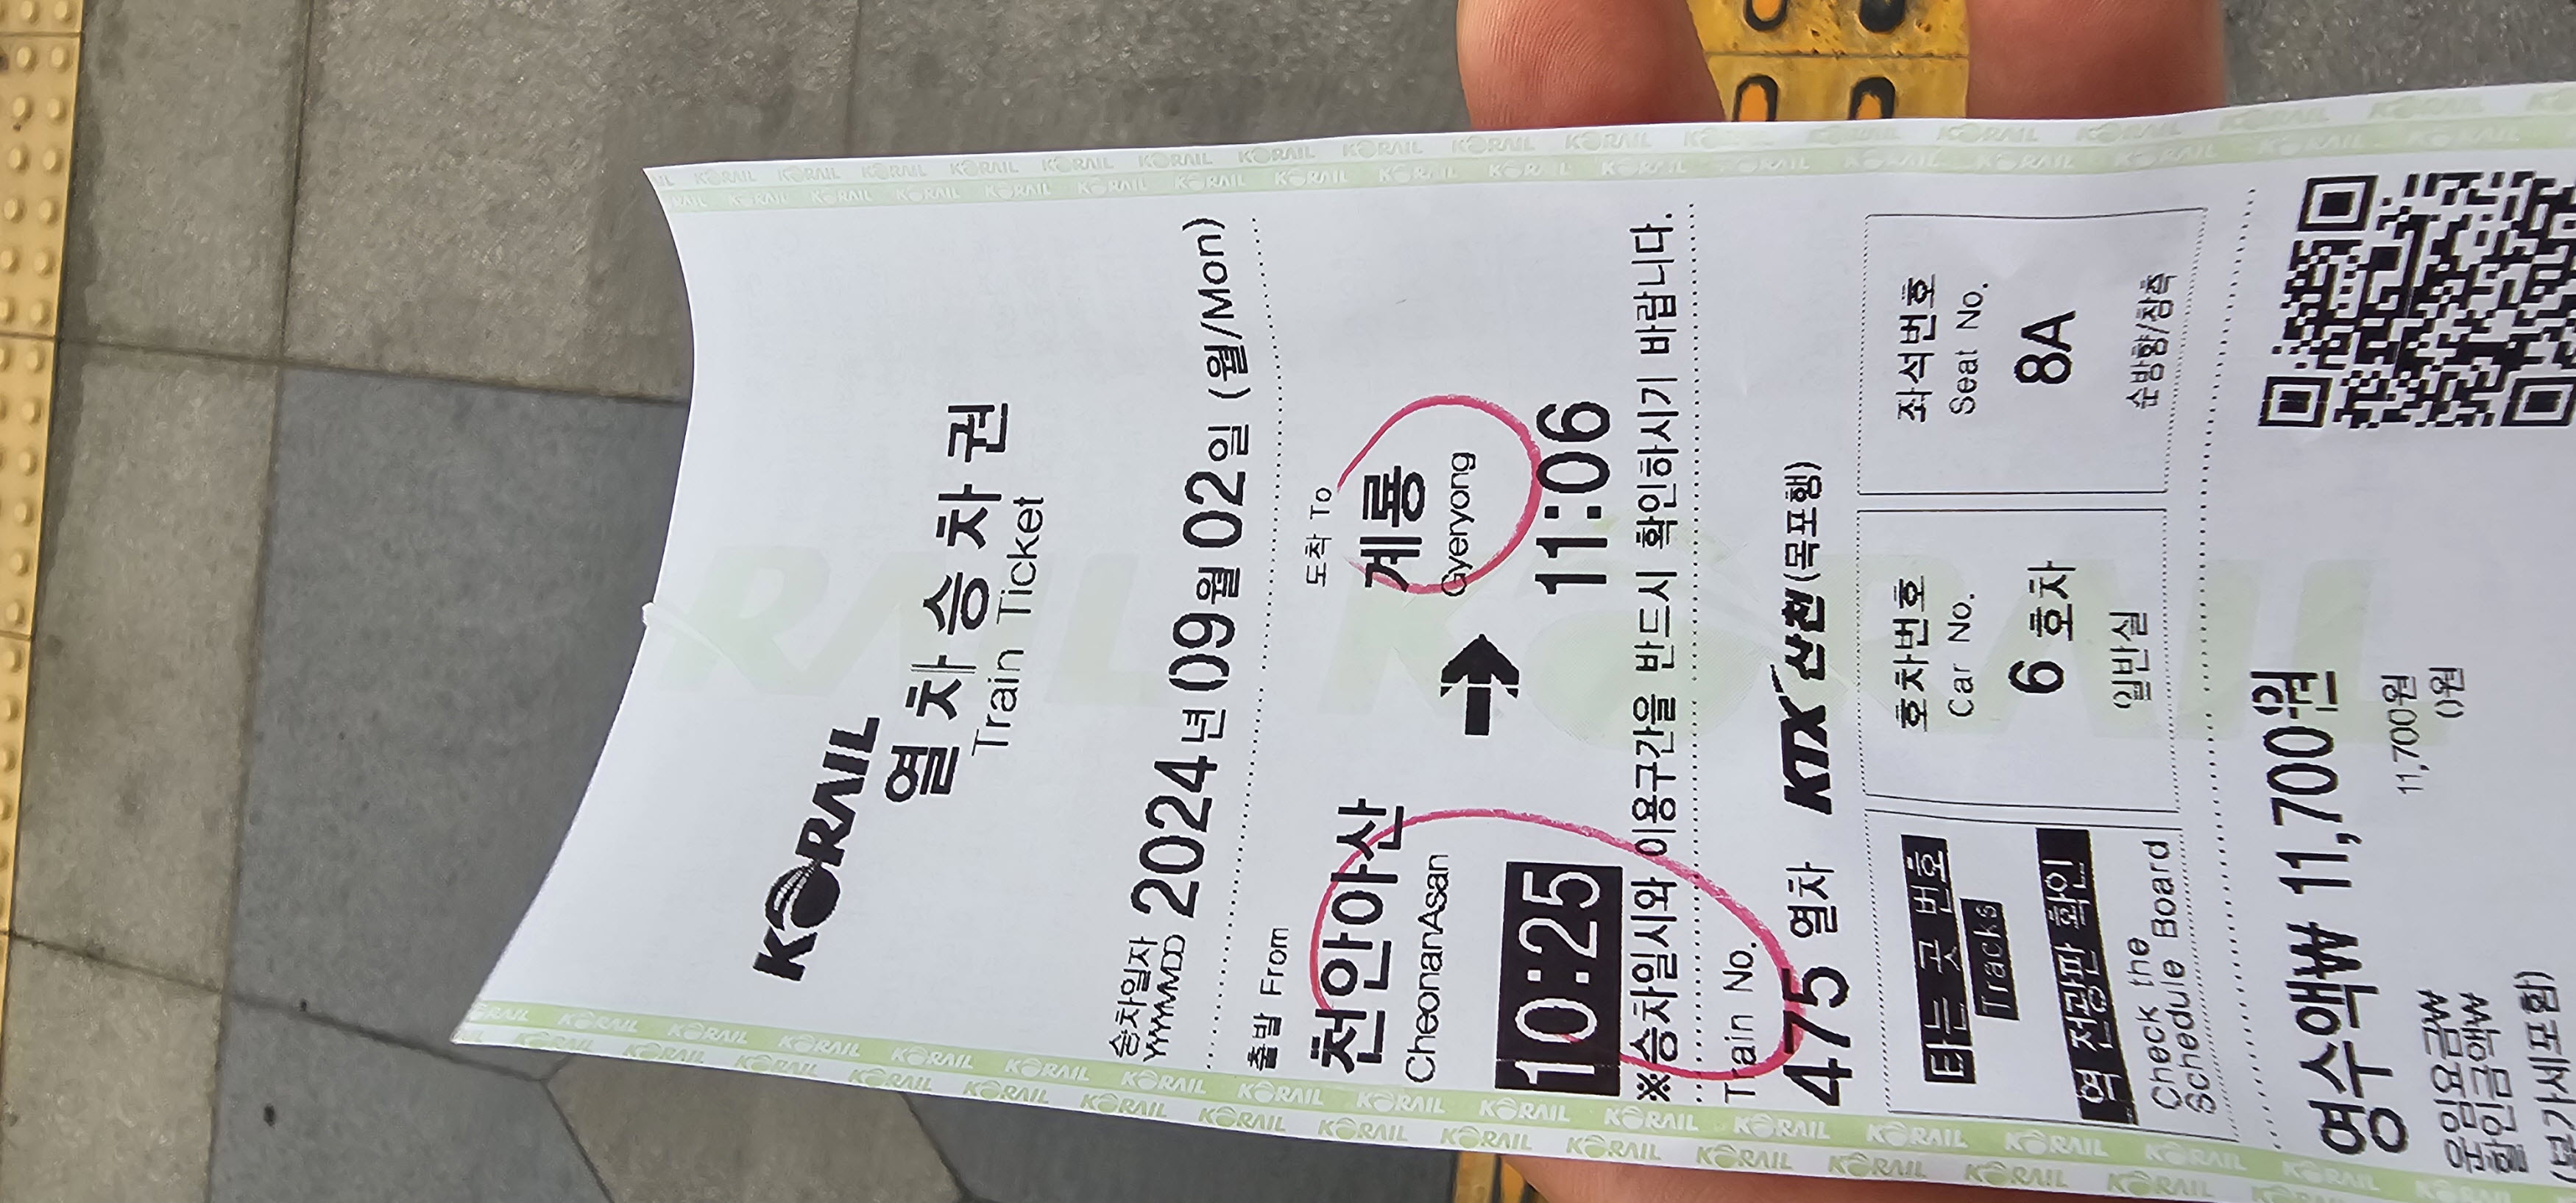 KORAIL
열 차 승 차 권
Train Ticket
승차일자 2024년 09월 02일 (월/Mon)
YYYYMMDD
출발 From 도착 To
천안아산 계룡
CheonanAsan ➡ Gyeryong
10:25 11:06
※승차일시와 이용구간을 반드시 확인하시기 바랍니다.
Train No.
475 열차 KTX 산천(목포행)
타는 곳 번호 호차번호 좌석번호
Tracks Car No. Seat No.
역 전광판 확인 6 호차 8A
Check the 일반실 순방향/창측
Schedule Board
영수액₩ 11,700원
운임요금₩ 11,700원
할인금액₩ 0원
(부가세포함)